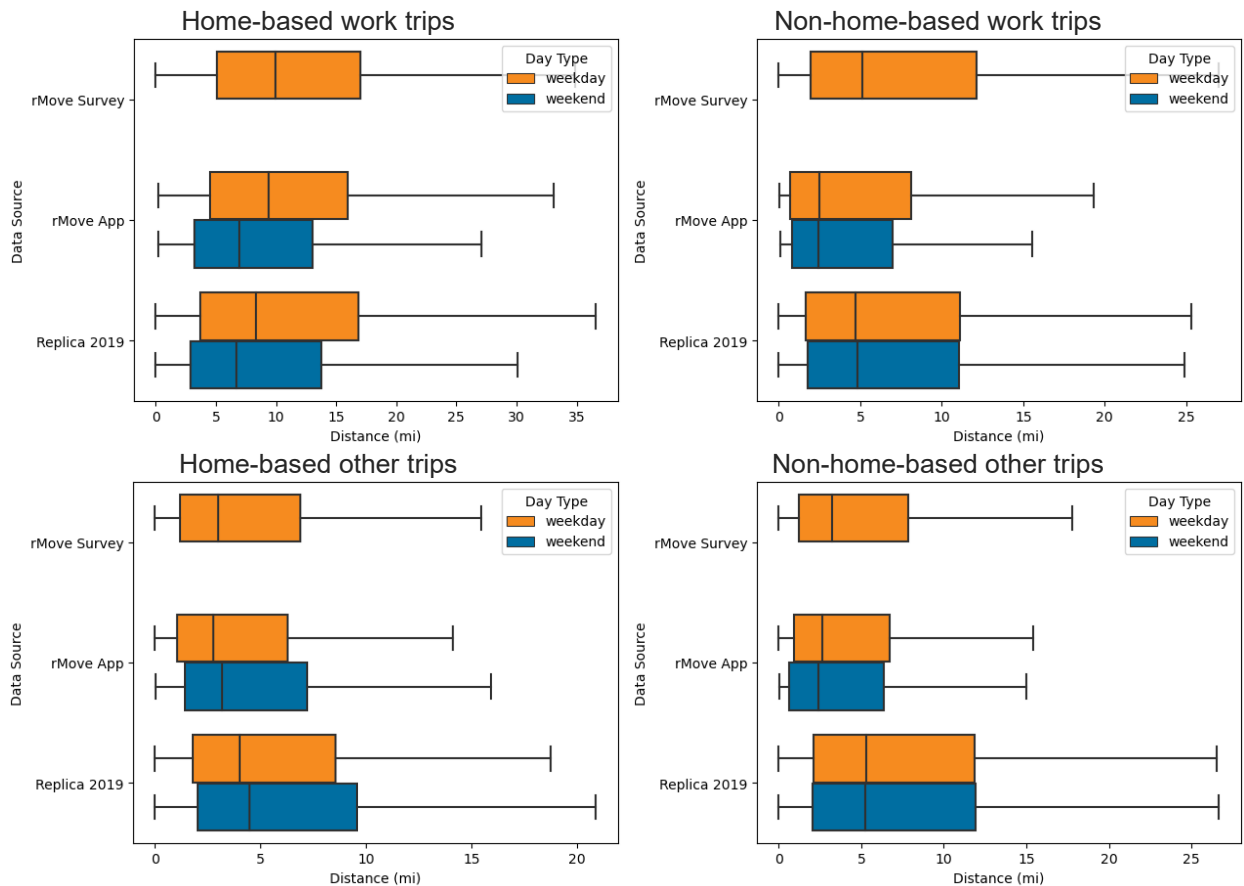 Home-based work trips
Day Type
weekday
weekend
rMove Survey
rMove App
Replica 2019
Data Source
0 5 10 15 20 25 30 35
Distance (mi)
Non-home-based work trips
Day Type
weekday
weekend
rMove Survey
rMove App
Replica 2019
Data Source
0 5 10 15 20 25
Distance (mi)
Home-based other trips
Day Type
weekday
weekend
rMove Survey
rMove App
Replica 2019
Data Source
0 5 10 15 20
Distance (mi)
Non-home-based other trips
Day Type
weekday
weekend
rMove Survey
rMove App
Replica 2019
Data Source
0 5 10 15 20 25
Distance (mi)